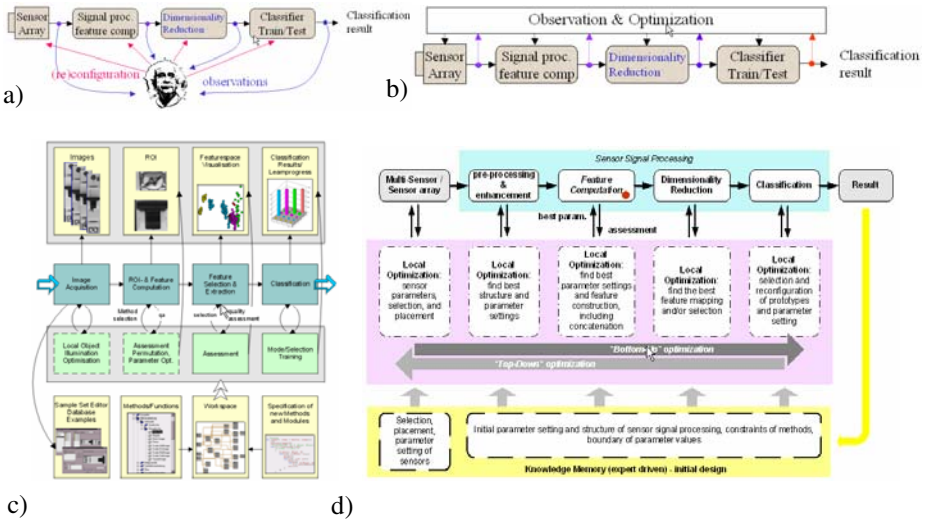 Sensor
Array
Signal proc.
feature comp
Dimensionality
Reduction
Classifier
Train/Test
Classification
result
(re)configuration
observations
a)
Observation & Optimization
Sensor
Array
Signal proc.
feature comp
Dimensionality
Reduction
Classifier
Train/Test
Classification
result
b)
Images
ROI
Featurespace
Visualisation
Classification
Results/
Learnprogress
Image
Acquisition
ROI- & Feature
Computation
Feature
Selection &
Extraction
Classification
Method
selection
qs
selection
quality
assessment
Local Object
Illumination
Optimisation
Assessment
Permutation,
Parameter Opt.
Assessment
Mode/Selection
Training
Sample Set Editor
Database
Examples
Methods/Functions
Workspace
Specification of
new Methods
and Modules
c)
Sensor Signal Processing
Multi-Sensor /
Sensor array
pre-processing
&
enhancement
Feature
Computation
Dimensionality
Reduction
Classification
Result
best param.
assessment
Local
Optimization:
sensor
parameters,
selection, and
placement
Local
Optimization:
find best
structure and
parameter
settings
Local
Optimization:
find best
parameter settings
and feature
construction,
including
concatenation
Local
Optimization:
find the best
feature mapping
and/or selection
Local
Optimization:
selection and
reconfiguration
of prototypes
and parameter
setting
"Bottom-Up" optimization
"Top-Down" optimization
Selection,
placement,
parameter
setting of
sensors
Initial parameter setting and structure of sensor signal processing, constraints of methods,
boundary of parameter values.
Knowledge Memory (expert driven) - initial design
d)